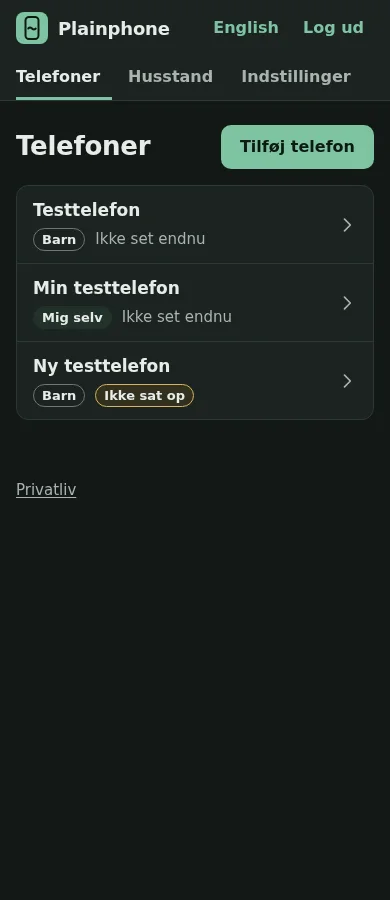 Plainphone English Log ud
Telefoner Husstand Indstillinger
Telefoner Tilføj telefon
Testtelefon
Barn Ikke set endnu
Min testtelefon
Mig selv Ikke set endnu
Ny testtelefon
Barn Ikke sat op
Privatliv